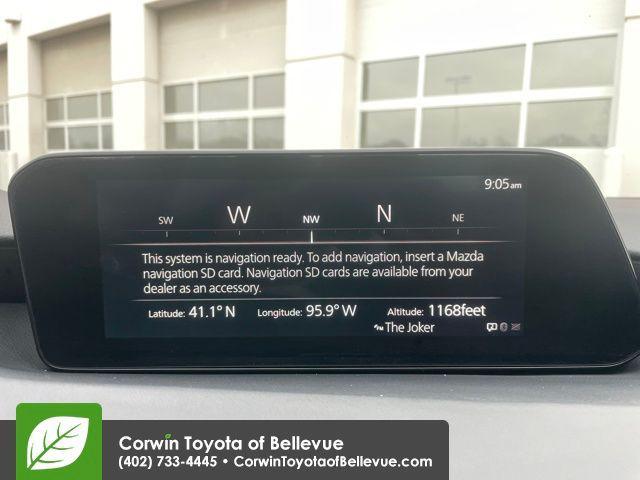 9:05am
SW W NW N NE
This system is navigation ready. To add navigation, insert a Mazda
navigation SD card. Navigation SD cards are available from your
dealer as an accessory.
Latitude: 41.1° N Longitude: 95.9° W Altitude: 1168feet
The Joker
Corwin Toyota of Bellevue
(402) 733-4445 • CorwinToyotaofBellevue.com